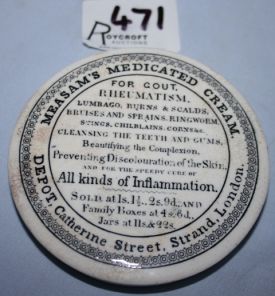 471
ROYCROFT
AUCTIONS
MEASAM'S MEDICATED CREAM.
FOR GOUT,
RHEUMATISM,
LUMBAGO, BURNS & SCALDS,
BRUISES AND SPRAINS, RINGWORM,
STINGS, CHILBLAINS, CORNS &c.
CLEANSING THE TEETH AND GUMS,
Beautifying the Complexion,
Preventing Discolouration of the Skin,
AND FOR THE SPEEDY CURE OF
All kinds of Inflammation.
SOLD AT 1s. 1½., 2s. 9d., AND
Family Boxes at 4s 6d.,
Jars at 11s. & 22s.
DEPOT, Catherine Street, Strand, London.